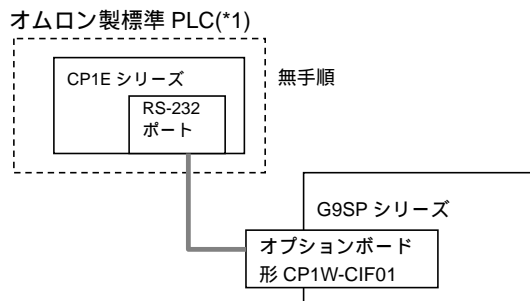 オムロン製標準 PLC(*1)
CP1E シリーズ
無手順
RS-232
ポート
G9SP シリーズ
オプションボード
形 CP1W-CIF01